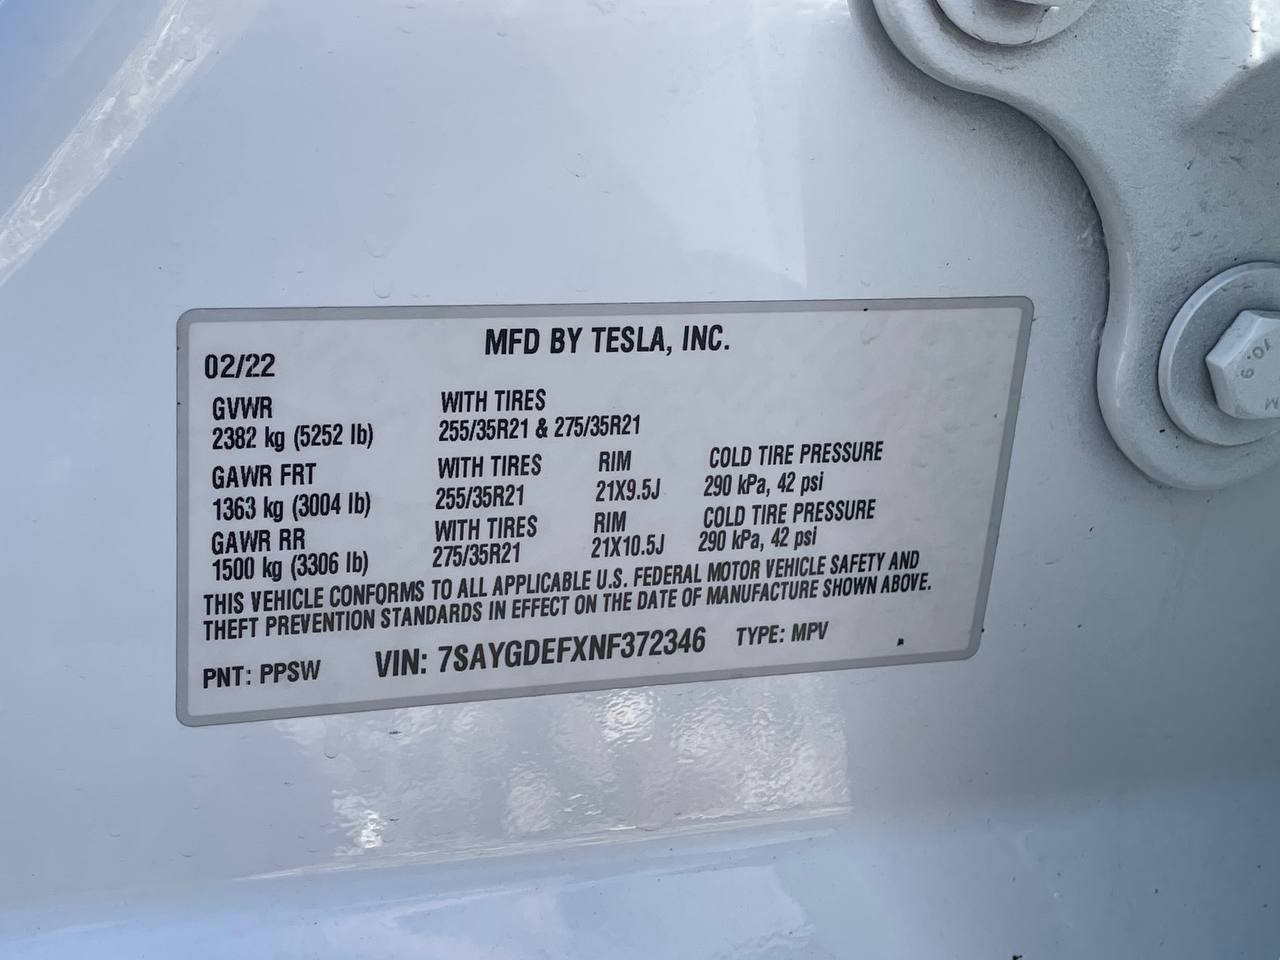 MFD BY TESLA, INC.
02/22
GVWR WITH TIRES
2382 kg (5252 lb) 255/35R21 & 275/35R21
GAWR FRT WITH TIRES RIM COLD TIRE PRESSURE
1363 kg (3004 lb) 255/35R21 21X9.5J 290 kPa, 42 psi
GAWR RR WITH TIRES RIM COLD TIRE PRESSURE
1500 kg (3306 lb) 275/35R21 21X10.5J 290 kPa, 42 psi
THIS VEHICLE CONFORMS TO ALL APPLICABLE U.S. FEDERAL MOTOR VEHICLE SAFETY AND
THEFT PREVENTION STANDARDS IN EFFECT ON THE DATE OF MANUFACTURE SHOWN ABOVE.
PNT: PPSW VIN: 7SAYGDEFXNF372346 TYPE: MPV
10.9
M